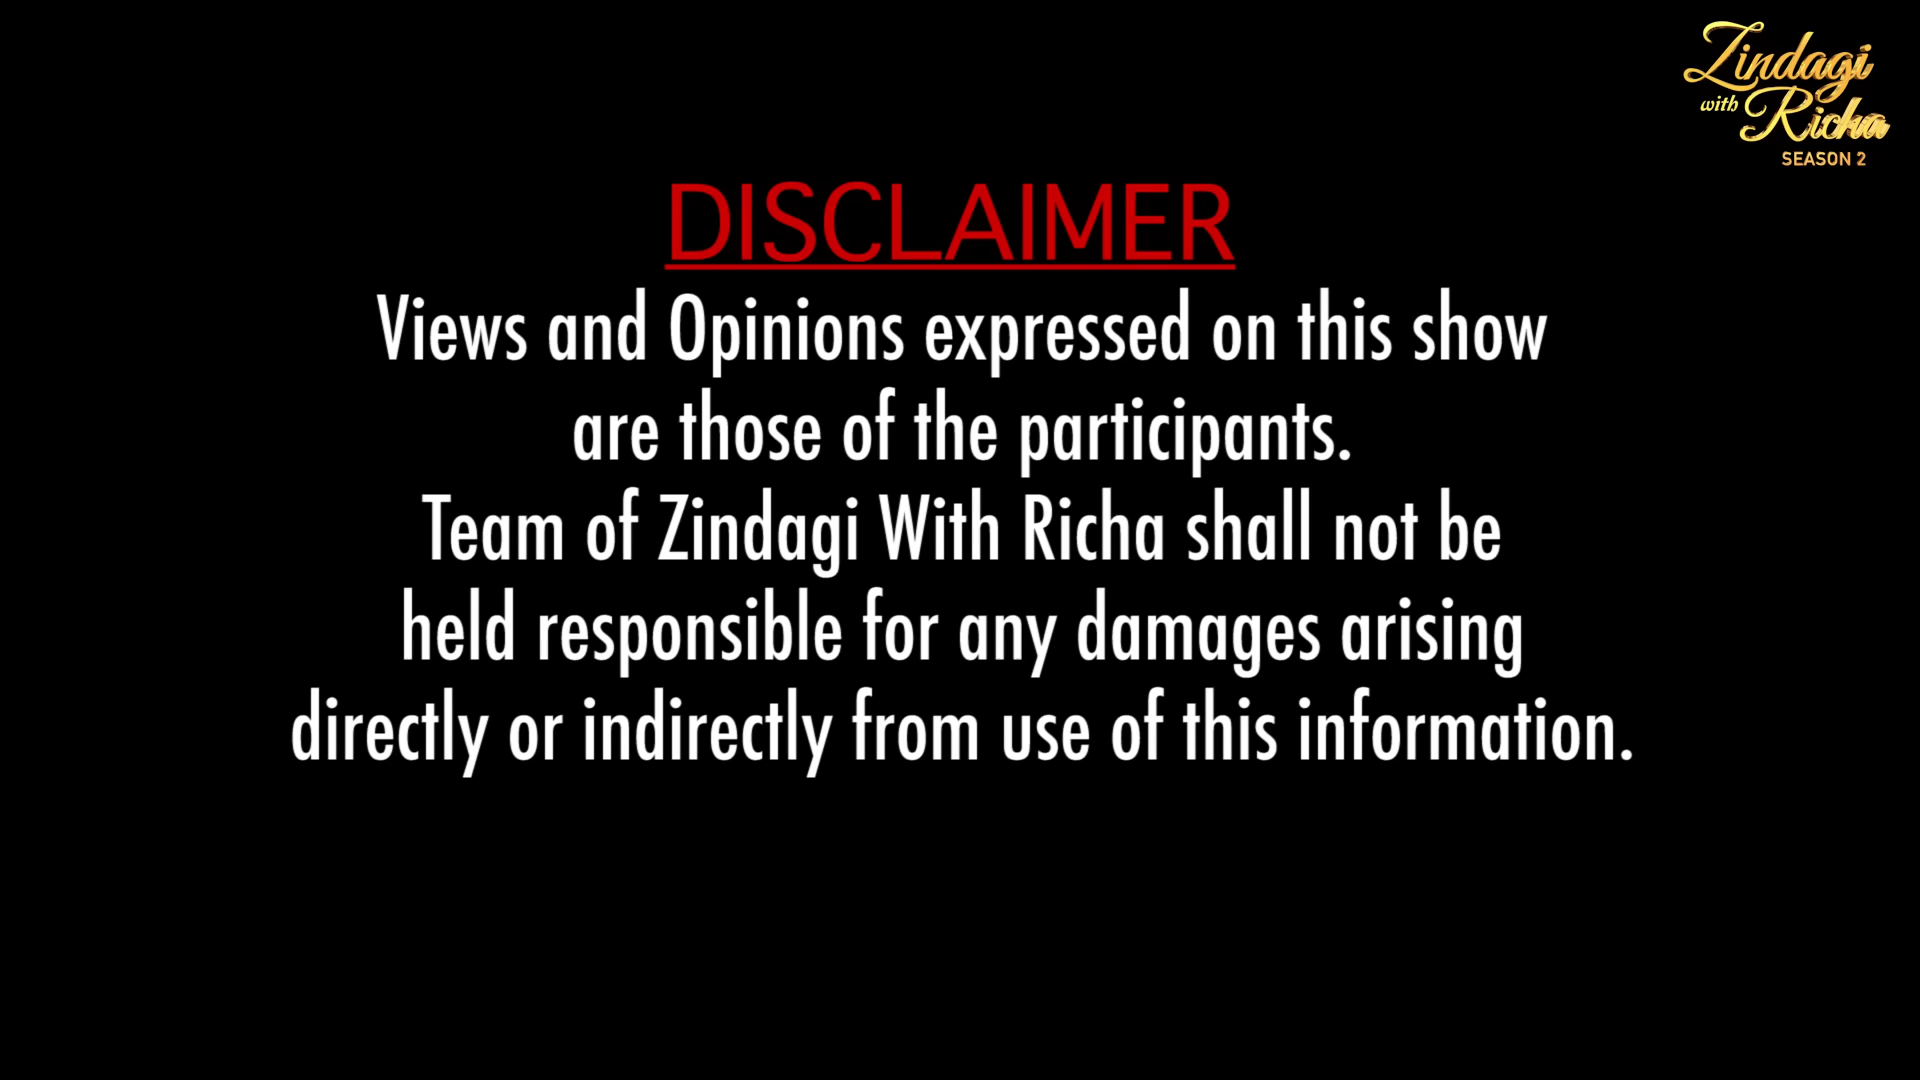 Zindagi
with Richa
SEASON 2
DISCLAIMER
Views and Opinions expressed on this show
are those of the participants.
Team of Zindagi With Richa shall not be
held responsible for any damages arising
directly or indirectly from use of this information.